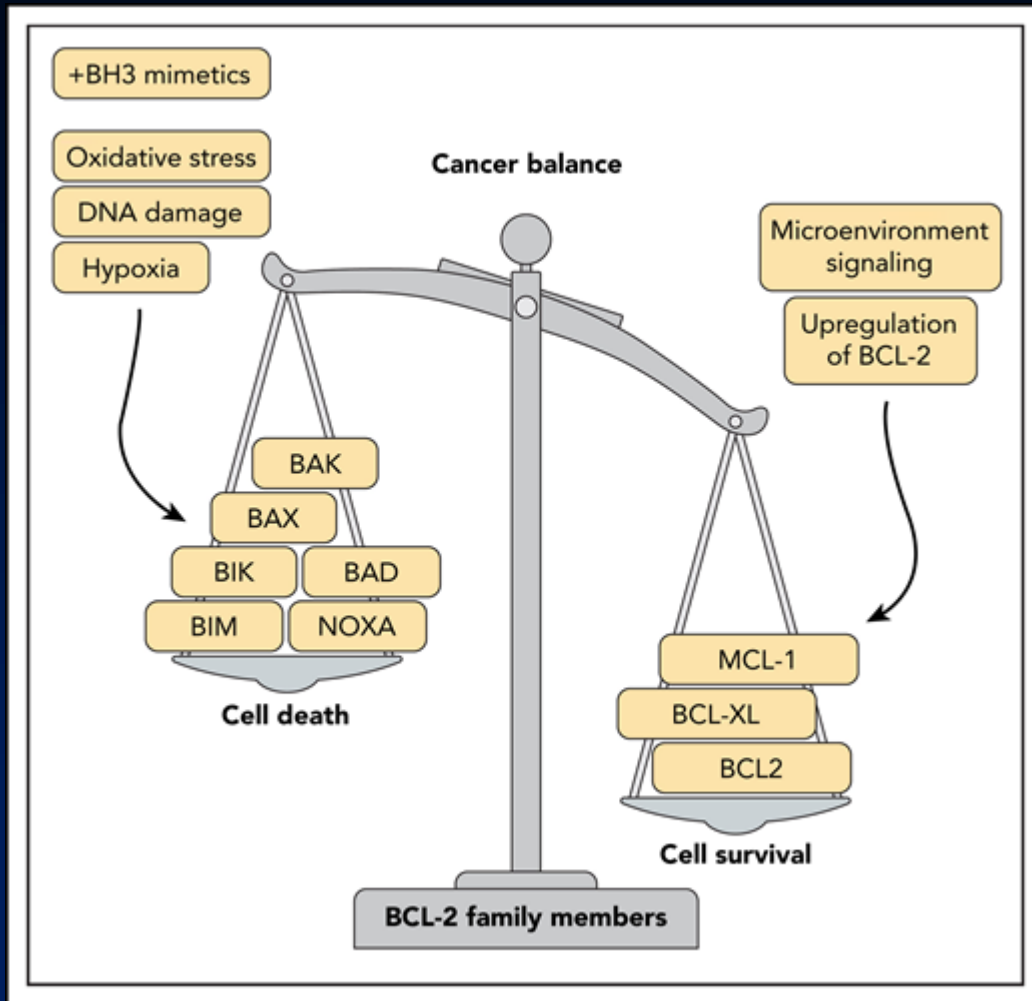 +BH3 mimetics
Oxidative stress
DNA damage
Hypoxia
Cancer balance
Microenvironment
signaling
Upregulation
of BCL-2
BAK
BAX
BIK
BAD
BIM
NOXA
Cell death
MCL-1
BCL-XL
BCL2
Cell survival
BCL-2 family members